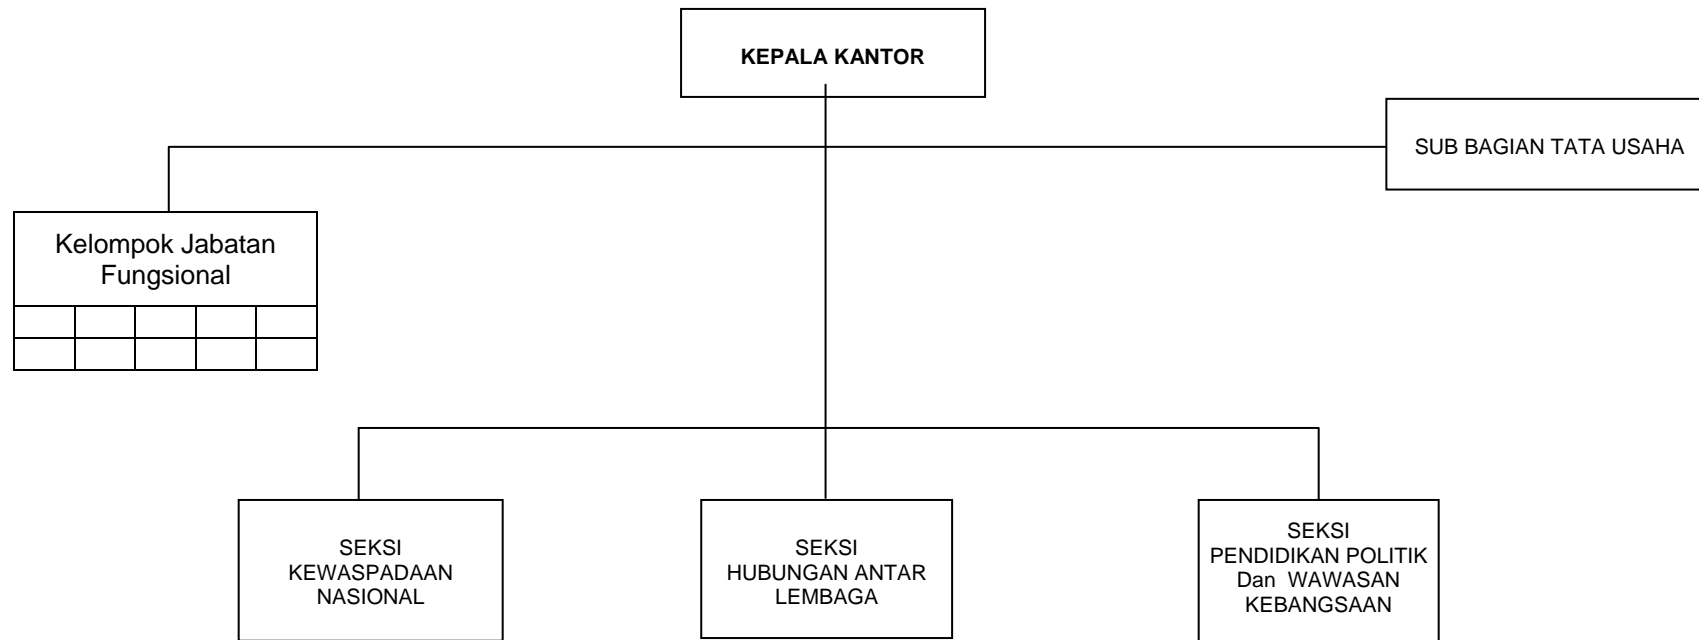 KEPALA KANTOR
SUB BAGIAN TATA USAHA
Kelompok Jabatan
Fungsional
SEKSI
KEWASPADAAN
NASIONAL
SEKSI
HUBUNGAN ANTAR
LEMBAGA
SEKSI
PENDIDIKAN POLITIK
Dan WAWASAN
KEBANGSAAN